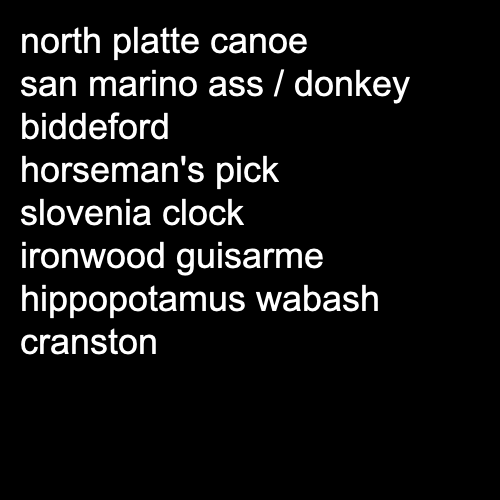 north platte canoe
san marino ass / donkey
biddeford
horseman's pick
slovenia clock
ironwood guisarme
hippopotamus wabash
cranston